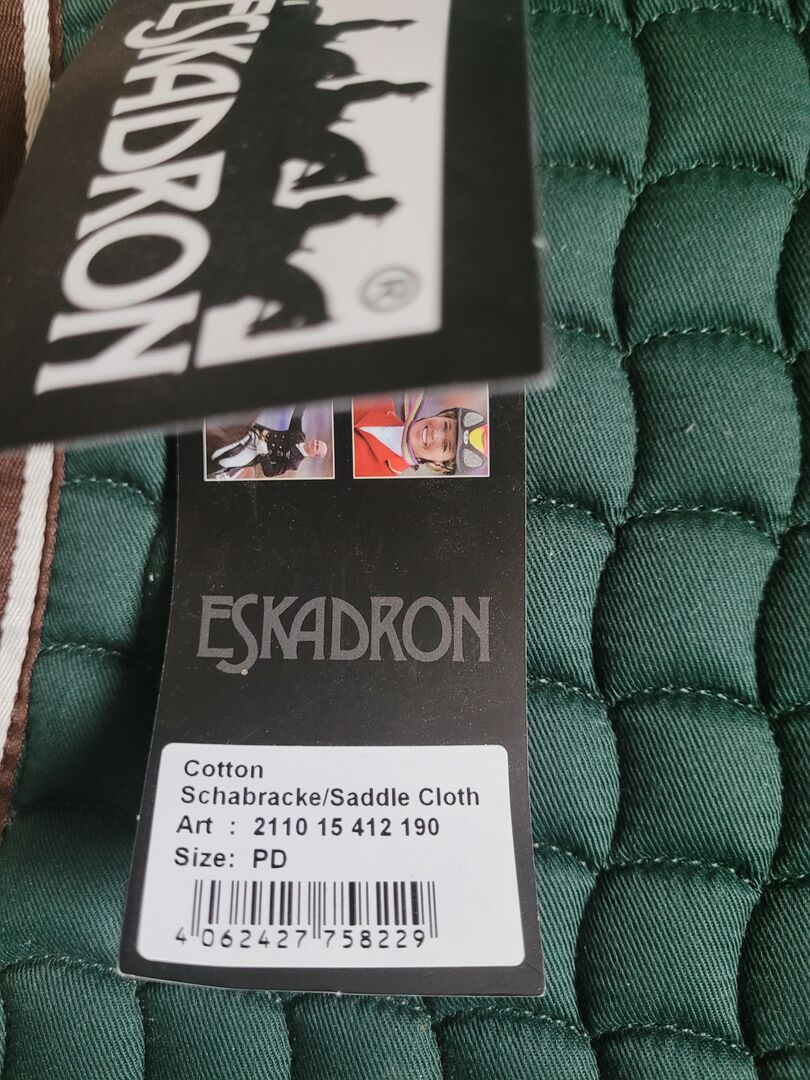 ESKADRON
®
ESKADRON
Cotton
Schabracke/Saddle Cloth
Art : 2110 15 412 190
Size: PD
4 062427 758229